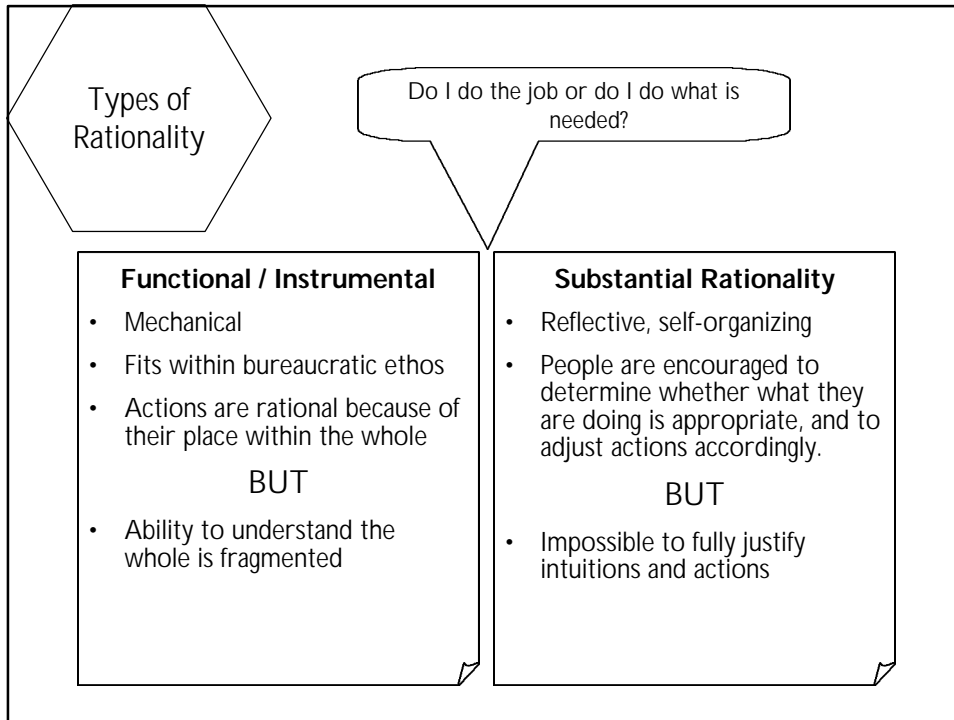 Types of
Rationality
Do I do the job or do I do what is
needed?
Functional / Instrumental
• Mechanical
• Fits within bureaucratic ethos
• Actions are rational because of
their place within the whole
BUT
• Ability to understand the
whole is fragmented
Substantial Rationality
• Reflective, self-organizing
• People are encouraged to
determine whether what they
are doing is appropriate, and to
adjust actions accordingly.
BUT
• Impossible to fully justify
intuitions and actions